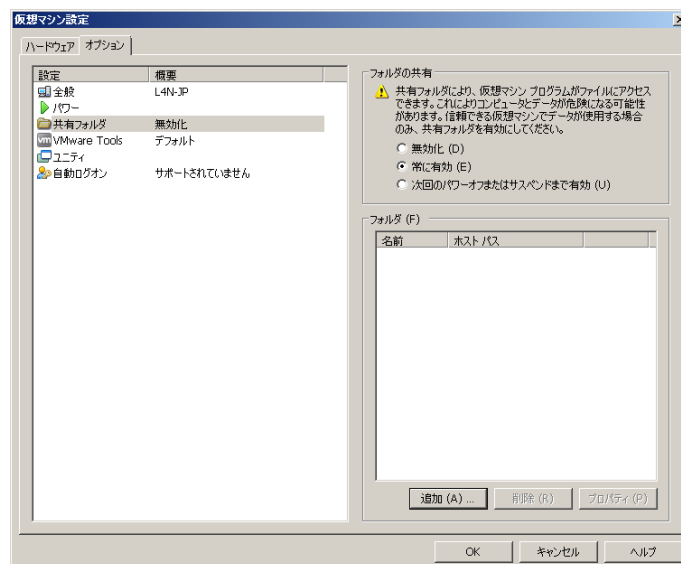 仮想マシン設定
ハードウェア オプション
設定 概要
全般 L4N-JP
パワー
共有フォルダ 無効化
VMware Tools デフォルト
ユニティ
自動ログオン サポートされていません
フォルダの共有
共有フォルダにより、仮想マシン プログラムがファイルにアクセス
できます。これによりコンピュータとデータが危険になる可能性
があります。信頼できる仮想マシンでデータが使用する場合
のみ、共有フォルダを有効にしてください。
無効化 (D)
常に有効 (E)
次回のパワーオフまたはサスペンドまで有効 (U)
フォルダ (F)
名前 ホスト パス
追加 (A) ... 削除 (R) プロパティ (P)
OK キャンセル ヘルプ